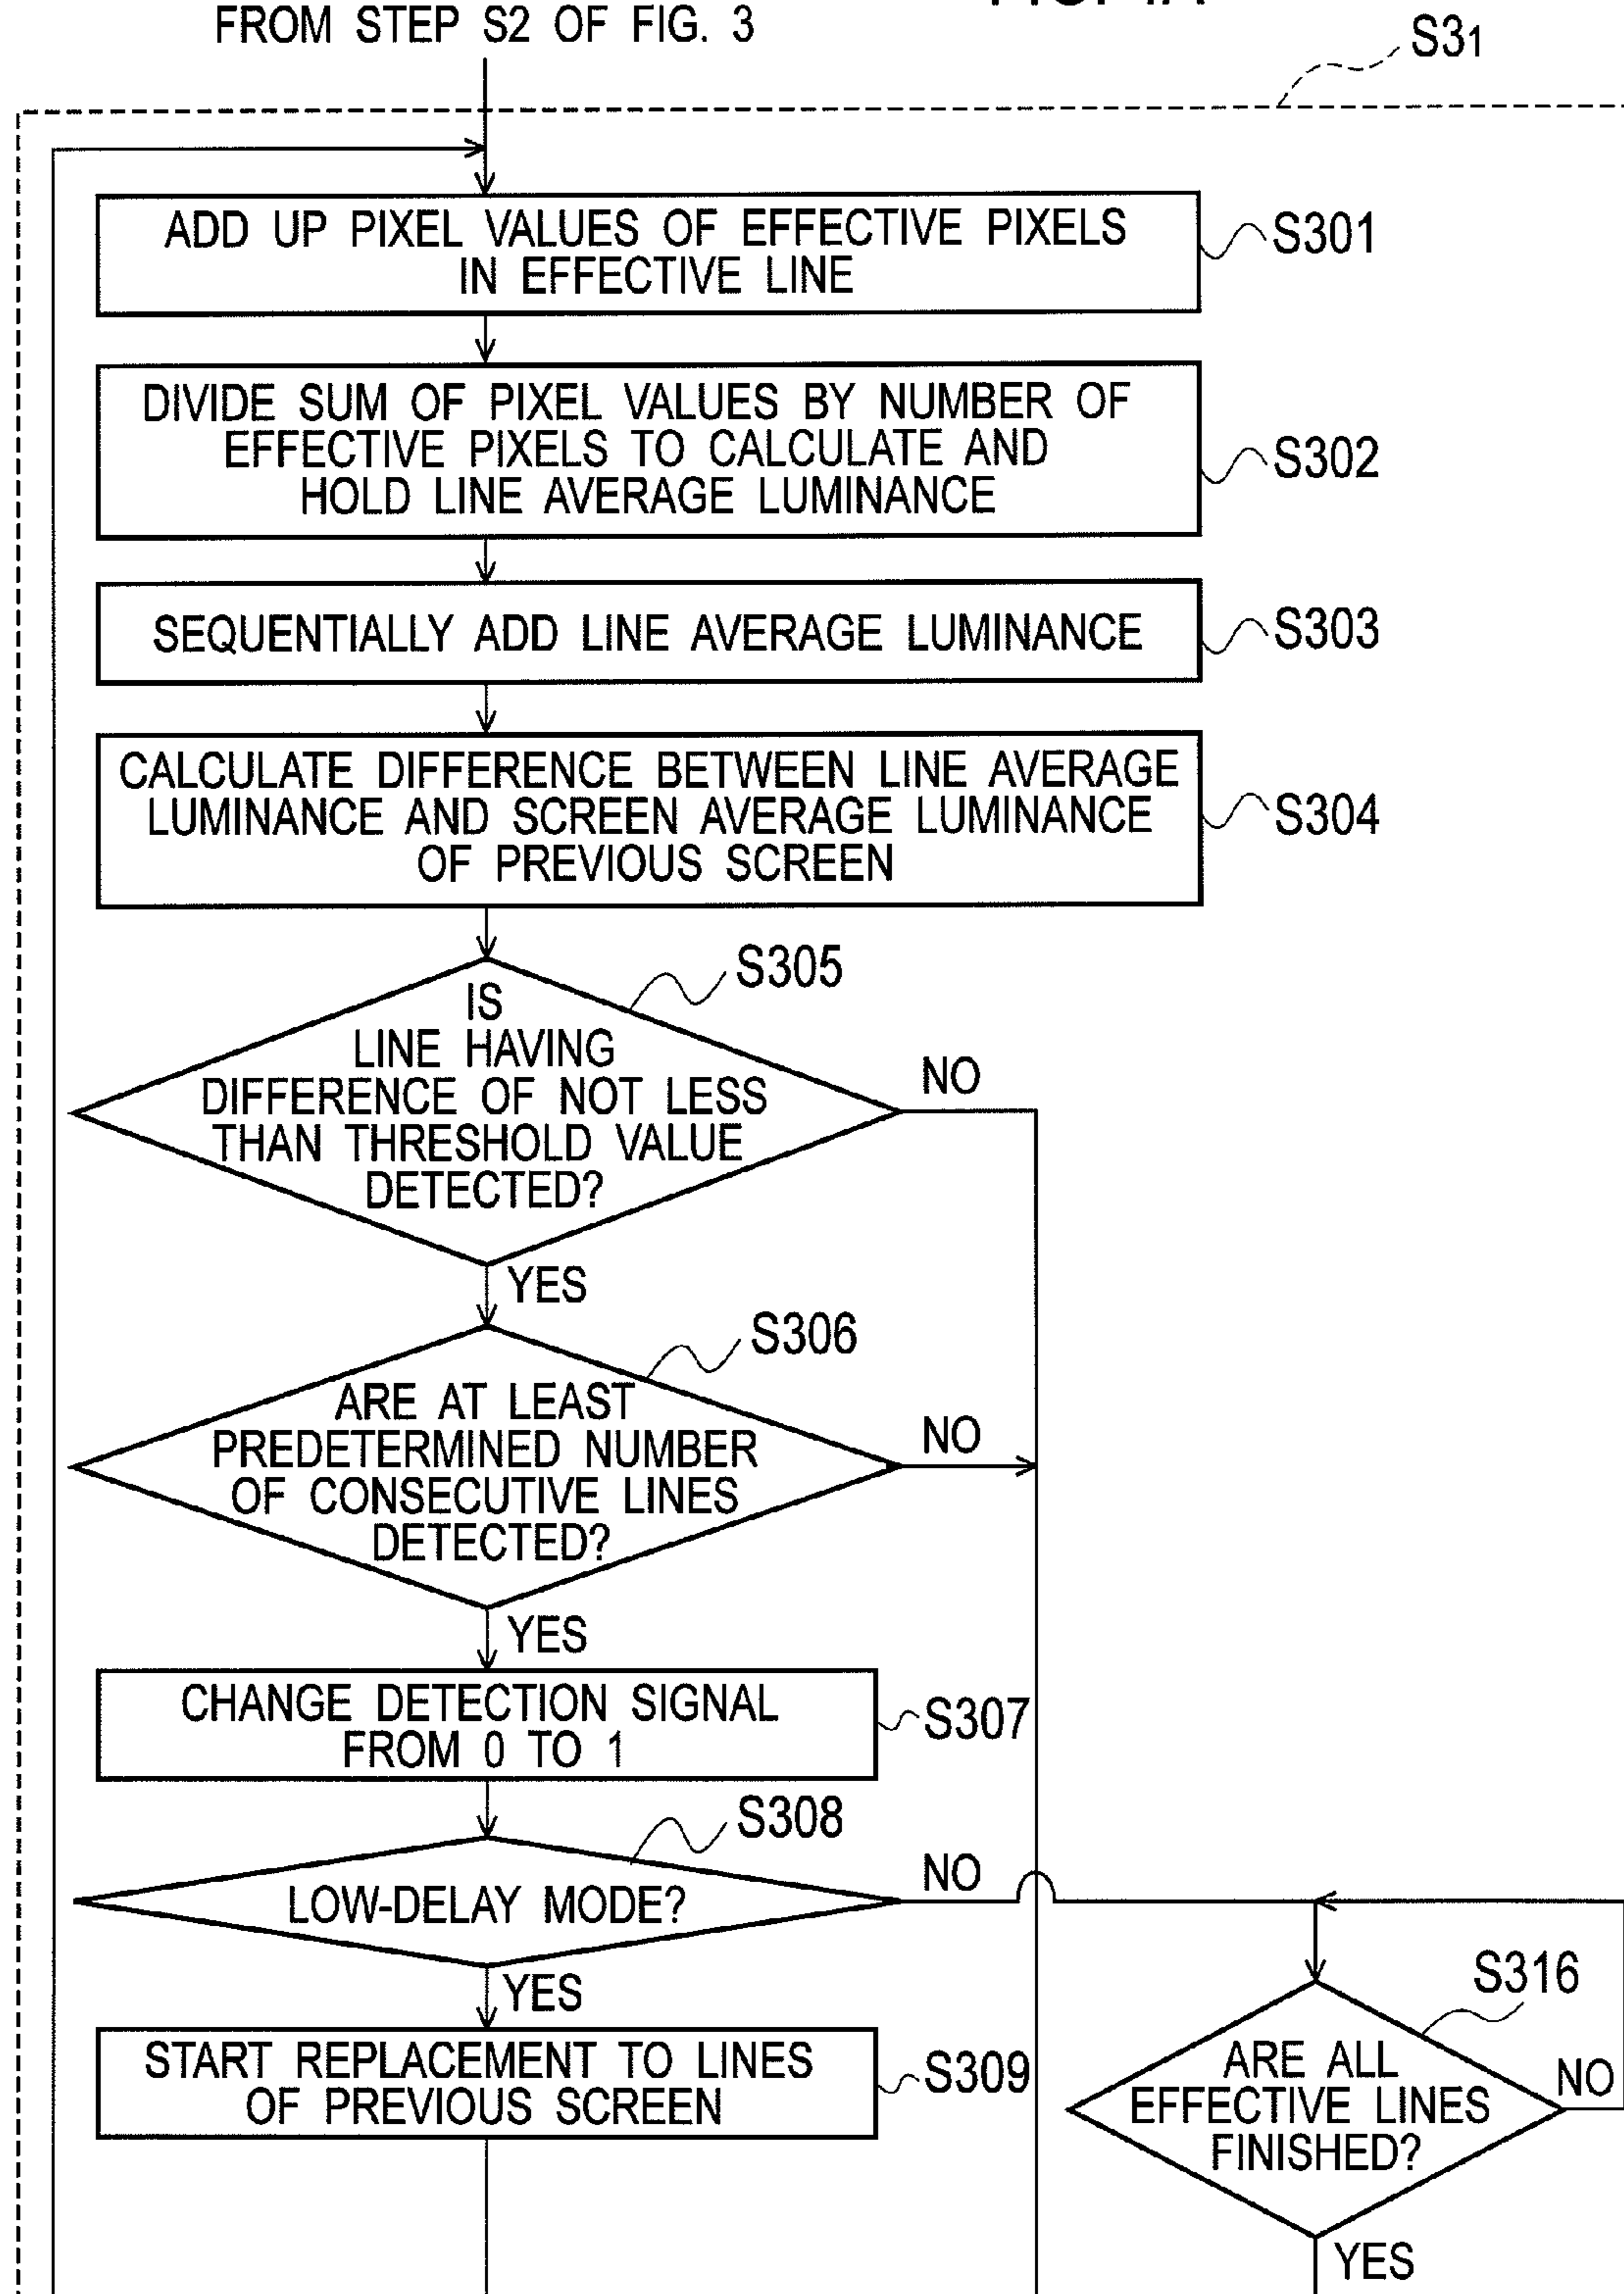 FROM STEP S2 OF FIG. 3
S31
ADD UP PIXEL VALUES OF EFFECTIVE PIXELS
IN EFFECTIVE LINE
S301
DIVIDE SUM OF PIXEL VALUES BY NUMBER OF
EFFECTIVE PIXELS TO CALCULATE AND
HOLD LINE AVERAGE LUMINANCE
S302
SEQUENTIALLY ADD LINE AVERAGE LUMINANCE
S303
CALCULATE DIFFERENCE BETWEEN LINE AVERAGE
LUMINANCE AND SCREEN AVERAGE LUMINANCE
OF PREVIOUS SCREEN
S304
S305
IS
LINE HAVING
DIFFERENCE OF NOT LESS
THAN THRESHOLD VALUE
DETECTED?
NO
YES
S306
ARE AT LEAST
PREDETERMINED NUMBER
OF CONSECUTIVE LINES
DETECTED?
NO
YES
CHANGE DETECTION SIGNAL
FROM 0 TO 1
S307
S308
LOW-DELAY MODE?
NO
YES
START REPLACEMENT TO LINES
OF PREVIOUS SCREEN
S309
S316
ARE ALL
EFFECTIVE LINES
FINISHED?
NO
YES